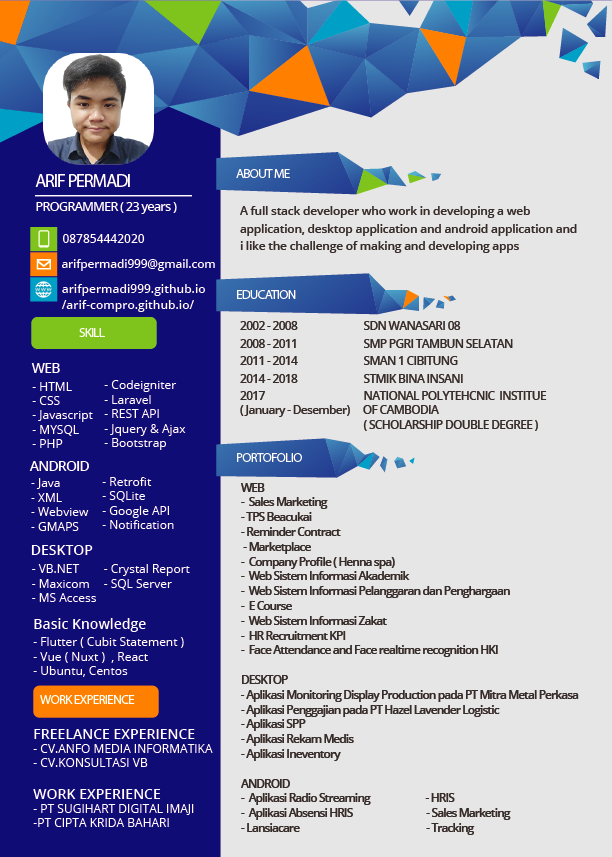 ARIF PERMADI
PROGRAMMER ( 23 years )
087854442020
arifpermadi999@gmail.com
arifpermadi999.github.io
/arif-compro.github.io/
SKILL
WEB
- HTML
- CSS
- Javascript
- MYSQL
- PHP
- Codeigniter
- Laravel
- REST API
- Jquery & Ajax
- Bootstrap
ANDROID
- Java
- XML
- Webview
- GMAPS
- Retrofit
- SQLite
- Google API
- Notification
DESKTOP
- VB.NET
- Maxicom
- MS Access
- Crystal Report
- SQL Server
Basic Knowledge
- Flutter ( Cubit Statement )
- Vue ( Nuxt ) , React
- Ubuntu, Centos
WORK EXPERIENCE
FREELANCE EXPERIENCE
- CV.ANFO MEDIA INFORMATIKA
- CV.KONSULTASI VB
WORK EXPERIENCE
- PT SUGIHART DIGITAL IMAJI
-PT CIPTA KRIDA BAHARI
ABOUT ME
A full stack developer who work in developing a web
application, desktop application and android application and
i like the challenge of making and developing apps
EDUCATION
2002 - 2008 SDN WANASARI 08
2008 - 2011 SMP PGRI TAMBUN SELATAN
2011 - 2014 SMAN 1 CIBITUNG
2014 - 2018 STMIK BINA INSANI
2017 NATIONAL POLYTEHCNIC INSTITUE
( January - Desember) OF CAMBODIA
( SCHOLARSHIP DOUBLE DEGREE )
PORTOFOLIO
WEB
- Sales Marketing
- TPS Beacukai
- Reminder Contract
- Marketplace
- Company Profile ( Henna spa)
- Web Sistem Informasi Akademik
- Web Sistem Informasi Pelanggaran dan Penghargaan
- E Course
- Web Sistem Informasi Zakat
- HR Recruitment KPI
- Face Attendance and Face realtime recognition HKI
DESKTOP
- Aplikasi Monitoring Display Production pada PT Mitra Metal Perkasa
- Aplikasi Penggajian pada PT Hazel Lavender Logistic
- Aplikasi SPP
- Aplikasi Rekam Medis
- Aplikasi Ineventory
ANDROID
- Aplikasi Radio Streaming
- Aplikasi Absensi HRIS
- Lansiacare
- HRIS
- Sales Marketing
- Tracking